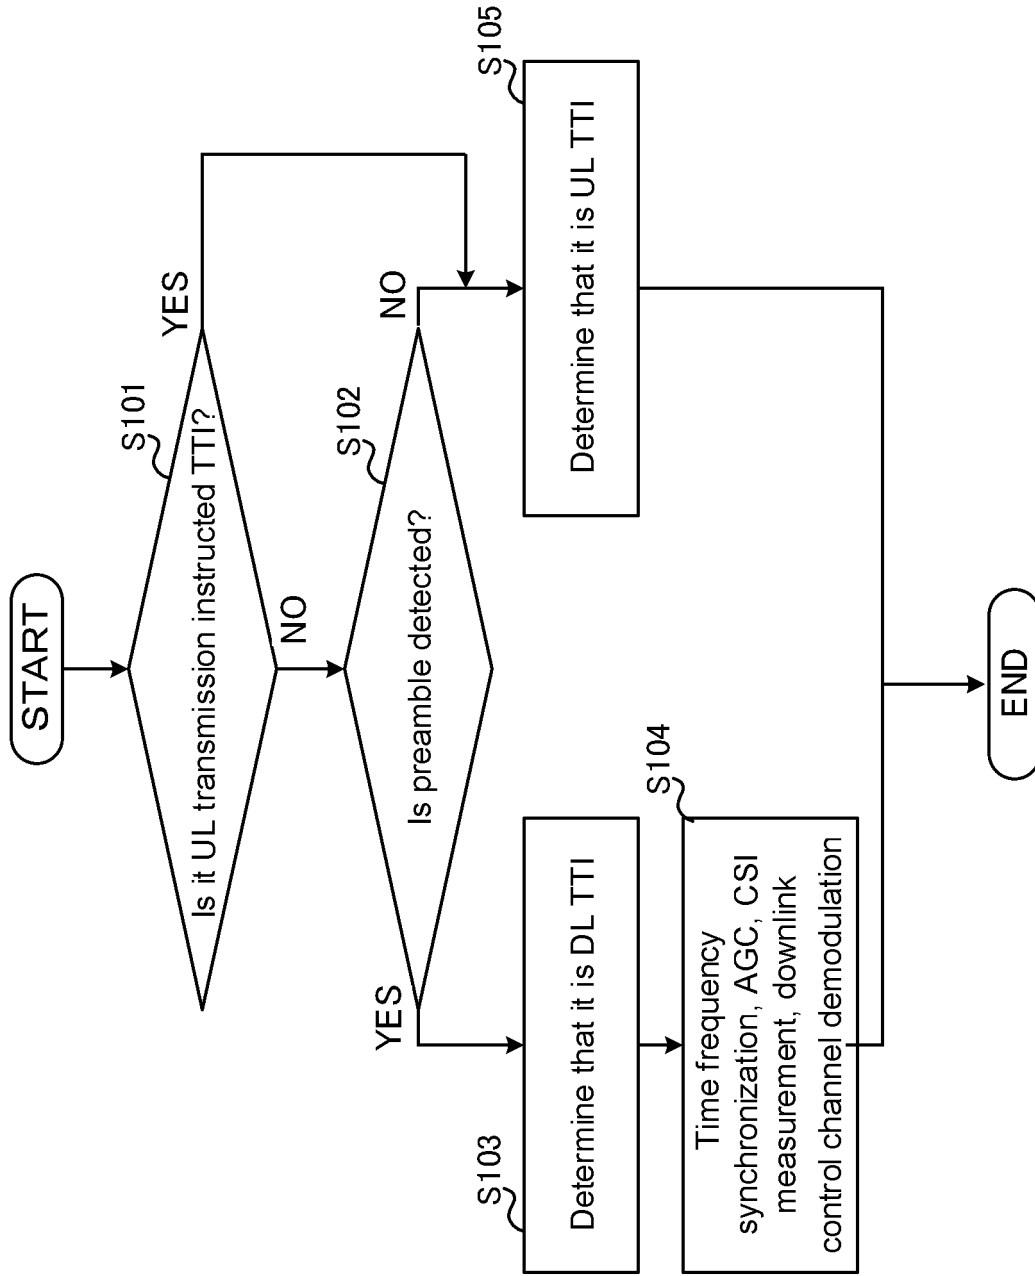 START
S101
Is it UL transmission instructed TTI?
YES
NO
S102
Is preamble detected?
YES
NO
S103
Determine that it is DL TTI
S105
Determine that it is UL TTI
S104
Time frequency
synchronization, AGC, CSI
measurement, downlink
control channel demodulation
END